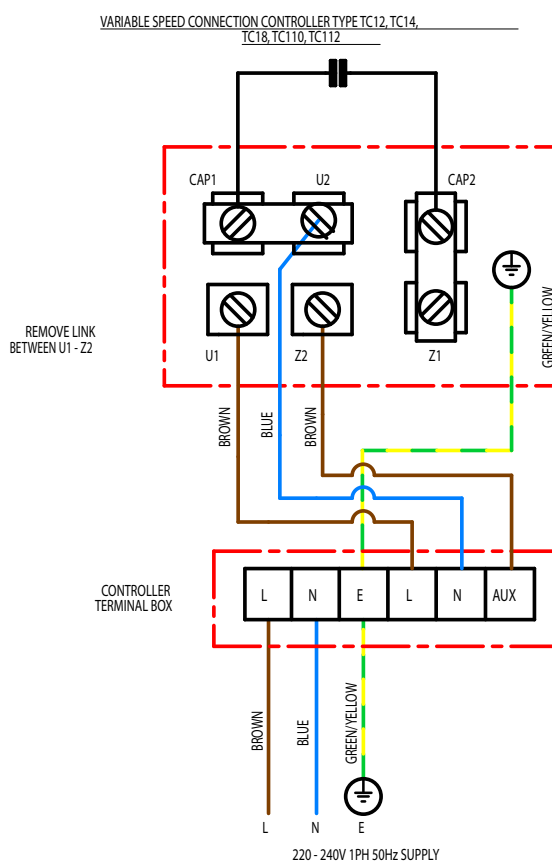 VARIABLE SPEED CONNECTION CONTROLLER TYPE TC12, TC14,
TC18, TC110, TC112
CAP1
U2
CAP2
REMOVE LINK
BETWEEN U1 - Z2
U1
Z2
Z1
GREEN/YELLOW
BROWN
BLUE
BROWN
CONTROLLER
TERMINAL BOX
L N E L N AUX
BROWN
BLUE
GREEN/YELLOW
L N E
220 - 240V 1PH 50Hz SUPPLY